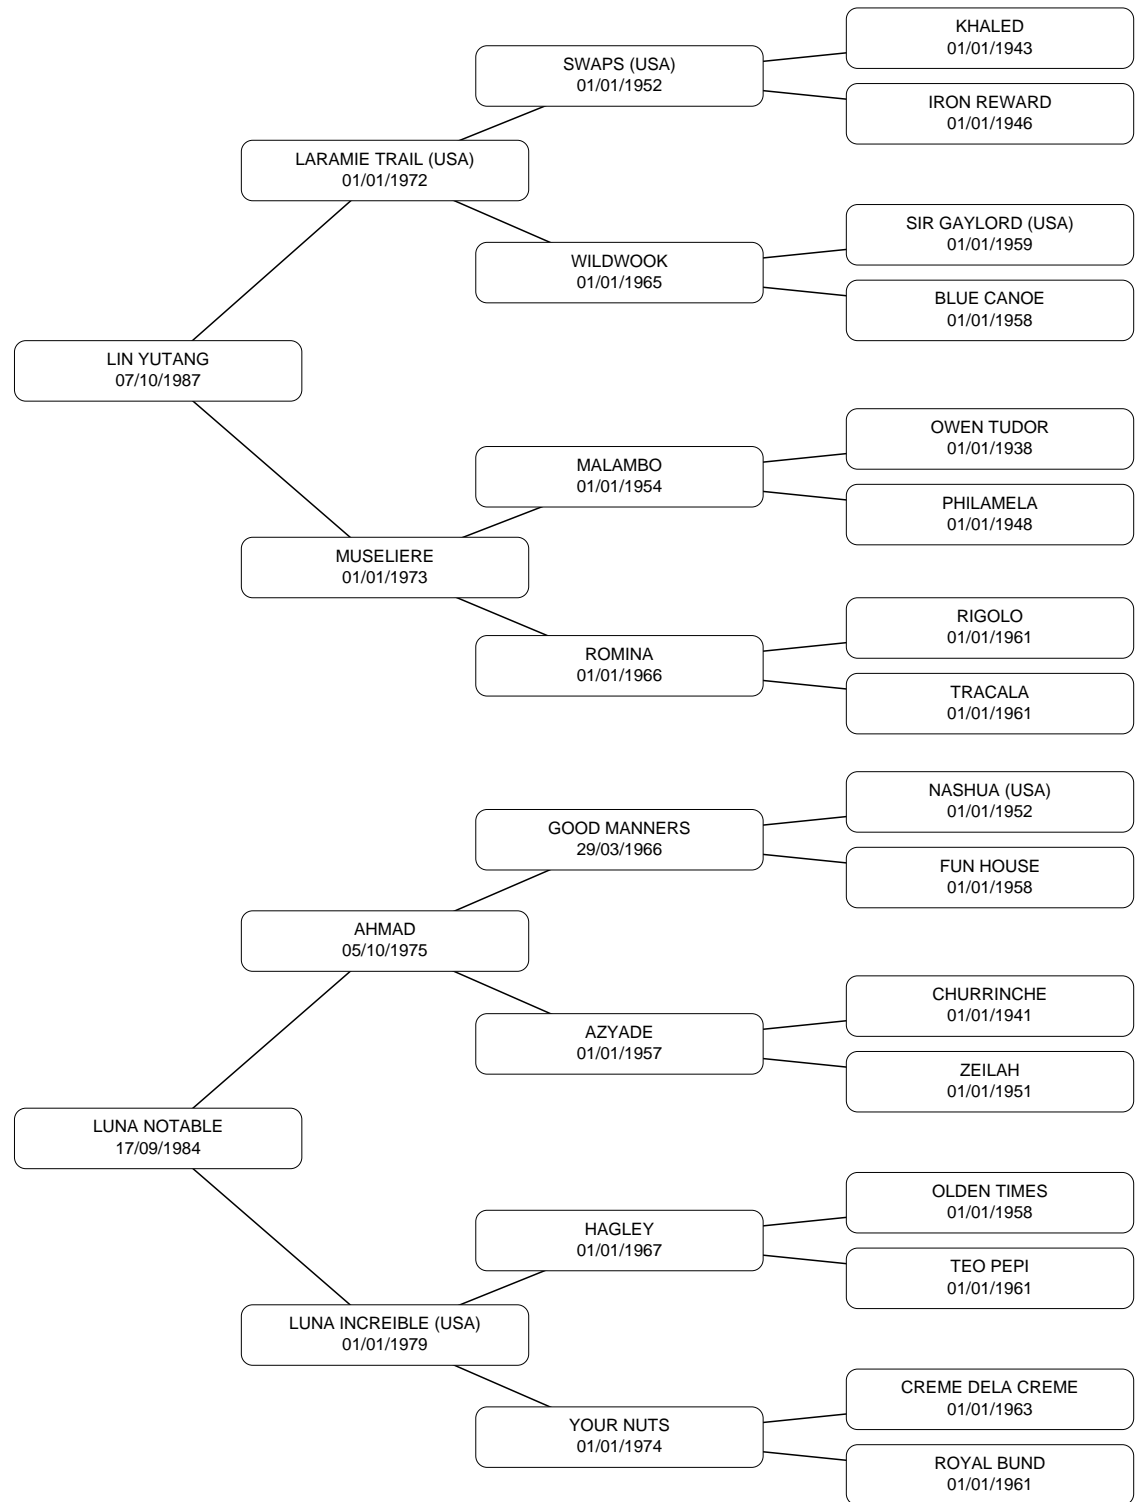 KHALED
01/01/1943
SWAPS (USA)
01/01/1952
IRON REWARD
01/01/1946
LARAMIE TRAIL (USA)
01/01/1972
SIR GAYLORD (USA)
01/01/1959
WILDWOOK
01/01/1965
BLUE CANOE
01/01/1958
LIN YUTANG
07/10/1987
OWEN TUDOR
01/01/1938
MALAMBO
01/01/1954
PHILAMELA
01/01/1948
MUSELIERE
01/01/1973
RIGOLO
01/01/1961
ROMINA
01/01/1966
TRACALA
01/01/1961
NASHUA (USA)
01/01/1952
GOOD MANNERS
29/03/1966
FUN HOUSE
01/01/1958
AHMAD
05/10/1975
CHURRINCHE
01/01/1941
AZYADE
01/01/1957
ZEILAH
01/01/1951
LUNA NOTABLE
17/09/1984
OLDEN TIMES
01/01/1958
HAGLEY
01/01/1967
TEO PEPI
01/01/1961
LUNA INCREIBLE (USA)
01/01/1979
CREME DELA CREME
01/01/1963
YOUR NUTS
01/01/1974
ROYAL BUND
01/01/1961